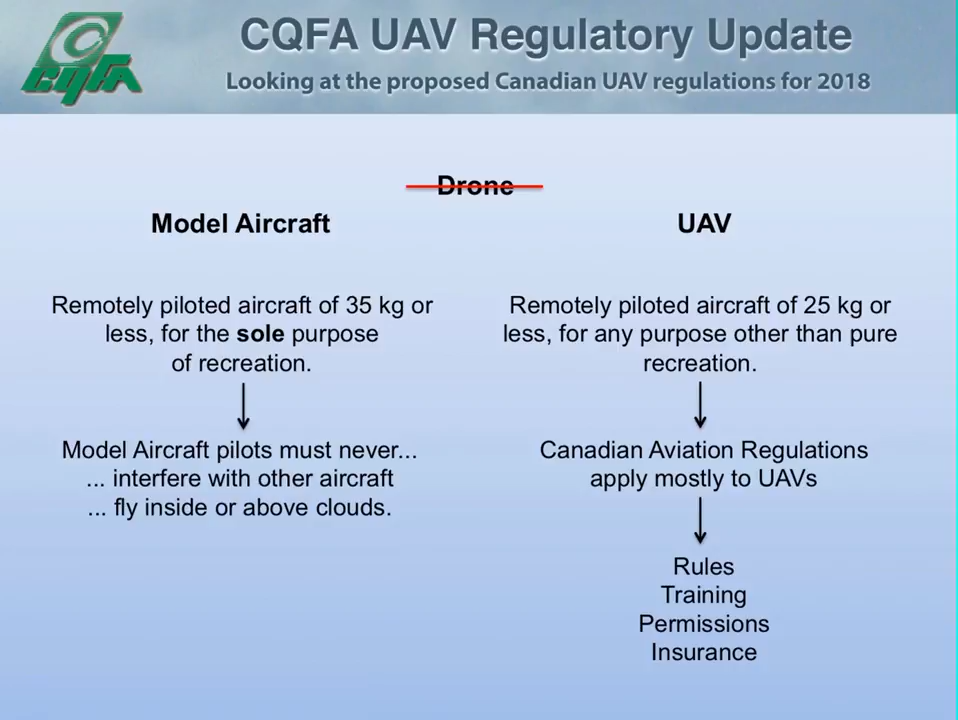 CQFA
CQFA UAV Regulatory Update
Looking at the proposed Canadian UAV regulations for 2018
Drone
Model Aircraft
Remotely piloted aircraft of 35 kg or
less, for the sole purpose
of recreation.
Model Aircraft pilots must never...
... interfere with other aircraft
... fly inside or above clouds.
UAV
Remotely piloted aircraft of 25 kg or
less, for any purpose other than pure
recreation.
Canadian Aviation Regulations
apply mostly to UAVs
Rules
Training
Permissions
Insurance